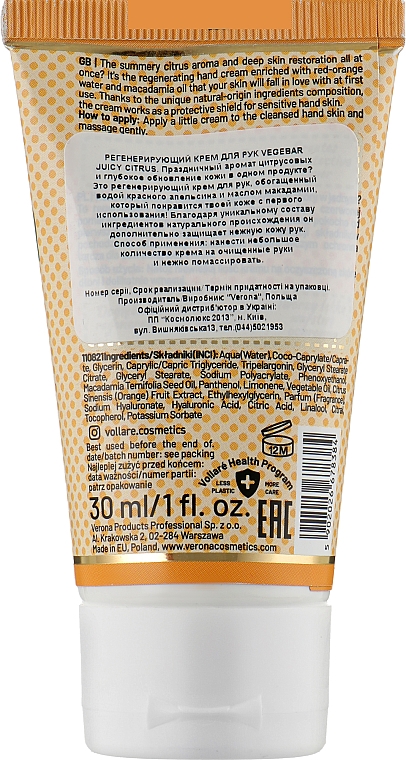 GB | The summery citrus aroma and deep skin restoration all at
once? It's the regenerating hand cream enriched with red-orange
water and macadamia oil that your skin will fall in love with at first
use. Thanks to the unique natural-origin ingredients composition,
the cream works as a protective shield for sensitive hand skin.
How to apply: Apply a little cream to the cleansed hand skin and
massage gently.
РЕГЕНЕРИРУЮЩИЙ КРЕМ ДЛЯ РУК VEGEBAR
JUICY CITRUS. Праздничный аромат цитрусовых
и глубокое обновление кожи в одном продукте?
Это регенерирующий крем для рук, обогащенный
водой красного апельсина и маслом макадамии,
который понравится твоей коже с первого
использования! Благодаря уникальному составу
ингредиентов натурального происхождения он
дополнительно защищает нежную кожу рук.
Способ применения: нанести небольшое
количество крема на очищенные руки
и нежно помассировать.
Номер серії, Срок реализации/ Термін придатності на упаковці.
Производитель/Виробник "Verona", Польща
Офіційний дистриб'ютор в Україні:
ПП "Коснолюкс 2013" н. Київ,
вул. Вишняківська13, тел.(044)5021953
110821Ingredients/Składniki(INCI): Aqua(Water),Coco-Caprylate/Capra-
te, Glycerin, Caprylic/Capric Triglyceride, Tripelargonin, Glyceryl Stearate
Citrate, Glyceryl Stearate, Sodium Polyacrylate, Phenoxyethanol,
Macadamia Ternifolia Seed Oil, Panthenol, Limonene, Vegetable Oil, Citrus
Sinensis (Orange) Fruit Extract, Ethylhexylglycerin, Parfum (Fragrance),
Sodium Hyaluronate, Hyaluronic Acid, Citric Acid, Linalool, Citral,
Tocopherol, Potassium Sorbate
vollare.cosmetics
Best used before the end of.
date/batch number: see packing
Najlepiej zużyć przed końcem:
data ważności/numer partii:
patrz opakowanie
12M
Vollaré Health Program
LESS
PLASTIC
MORE
CARE
30 ml/1 fl. oz.
EAC
Verona Products Professional Sp. z o.o.
Al. Krakowska 2, 02-284 Warszawa
Made in EU, Poland, www.veronacosmetics.com